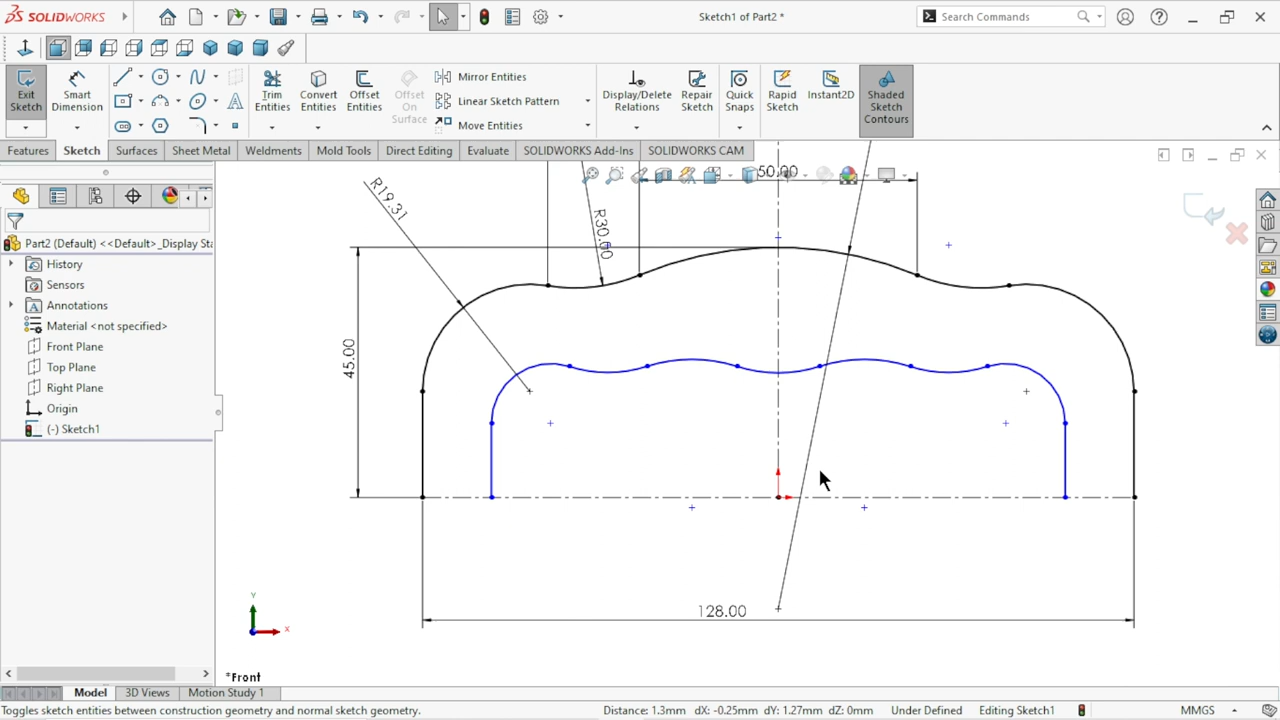 SOLIDWORKS
Sketch1 of Part2 *
Search Commands
Exit Sketch
Smart Dimension
Trim Entities
Convert Entities
Offset Entities
Offset On Surface
Mirror Entities
Linear Sketch Pattern
Move Entities
Display/Delete Relations
Repair Sketch
Quick Snaps
Rapid Sketch
Instant2D
Shaded Sketch Contours
Features
Sketch
Surfaces
Sheet Metal
Weldments
Mold Tools
Direct Editing
Evaluate
SOLIDWORKS Add-Ins
SOLIDWORKS CAM
Part2 (Default) <<Default>_Display Sta
History
Sensors
Annotations
Material <not specified>
Front Plane
Top Plane
Right Plane
Origin
(-) Sketch1
R19.31
R30.00
50.00
45.00
128.00
Y
X
*Front
Model
3D Views
Motion Study 1
Toggles sketch entities between construction geometry and normal sketch geometry.
Distance: 1.3mm dX: -0.25mm dY: 1.27mm dZ: 0mm
Under Defined
Editing Sketch1
MMGS